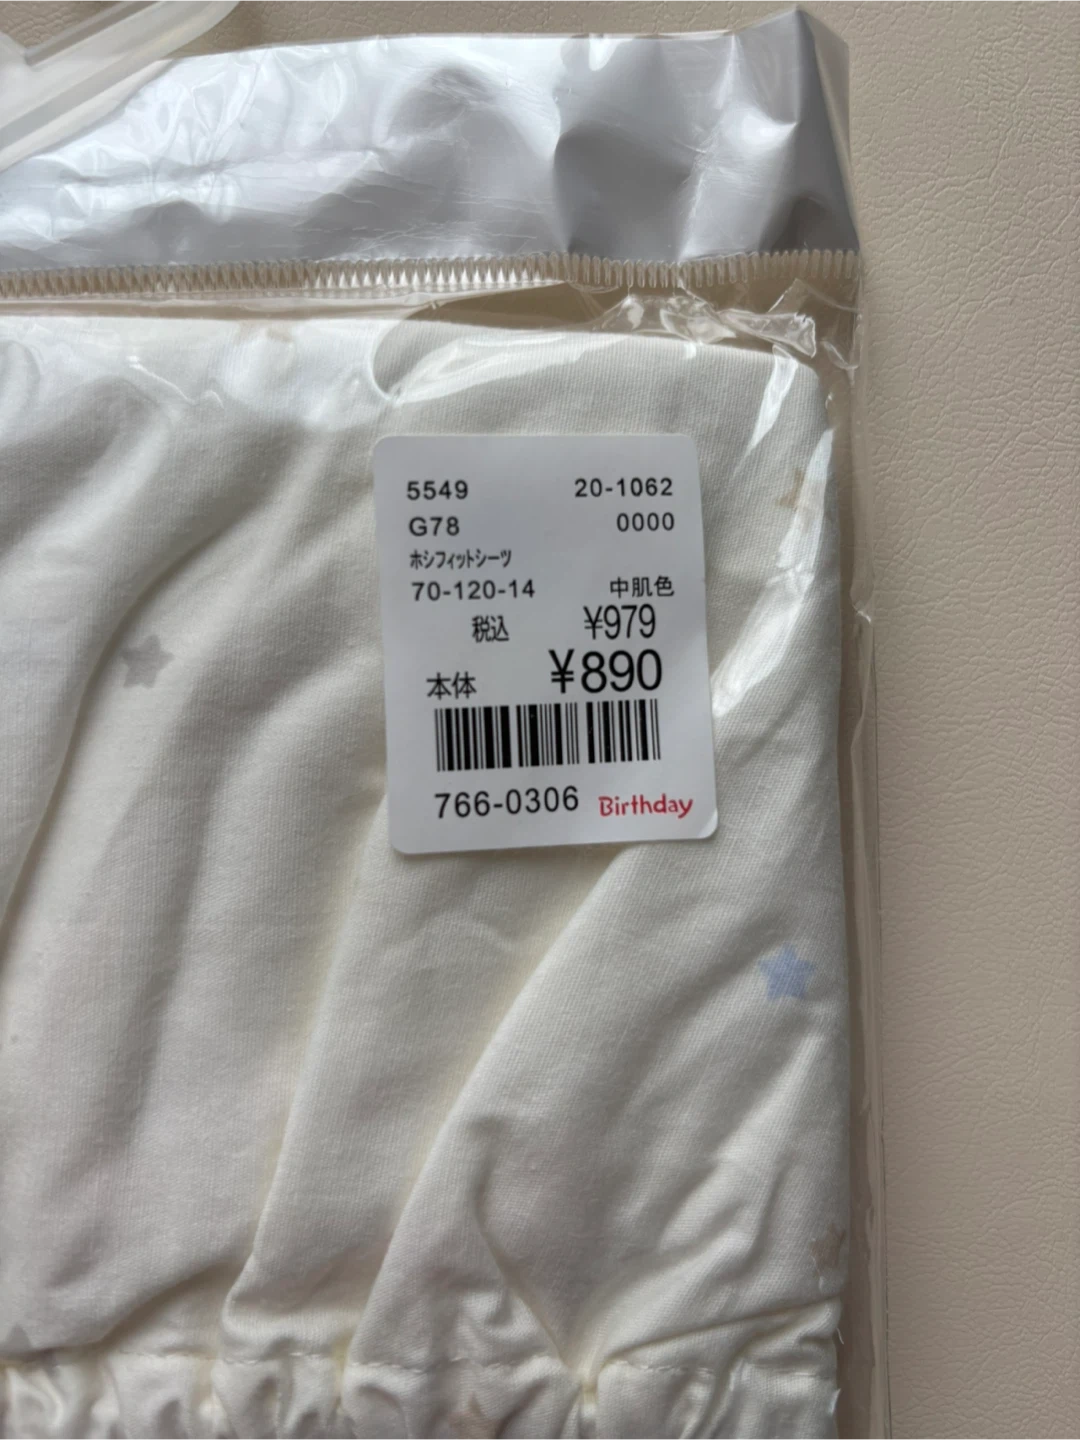 5549 20-1062
G78 0000
ホシフィットシーツ
70-120-14 中肌色
税込 ¥979
本体 ¥890
766-0306 Birthday